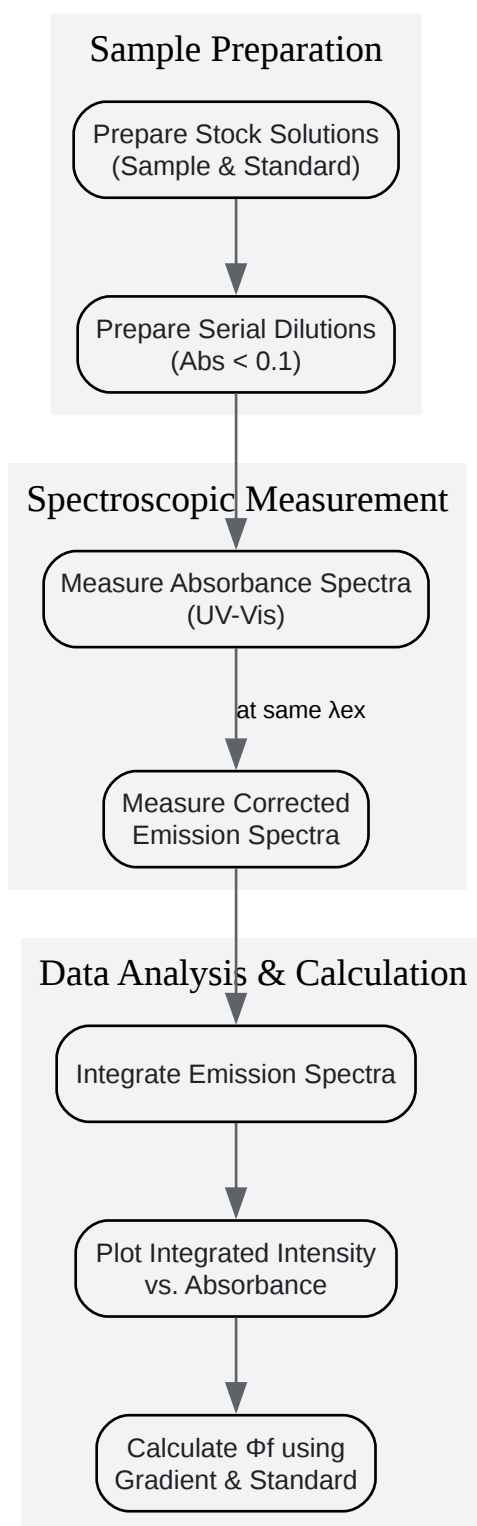 Sample Preparation
Prepare Stock Solutions
(Sample & Standard)
Prepare Serial Dilutions
(Abs < 0.1)
Spectroscopic Measurement
Measure Absorbance Spectra
(UV-Vis)
at same λex
Measure Corrected
Emission Spectra
Data Analysis & Calculation
Integrate Emission Spectra
Plot Integrated Intensity
vs. Absorbance
Calculate Φf using
Gradient & Standard